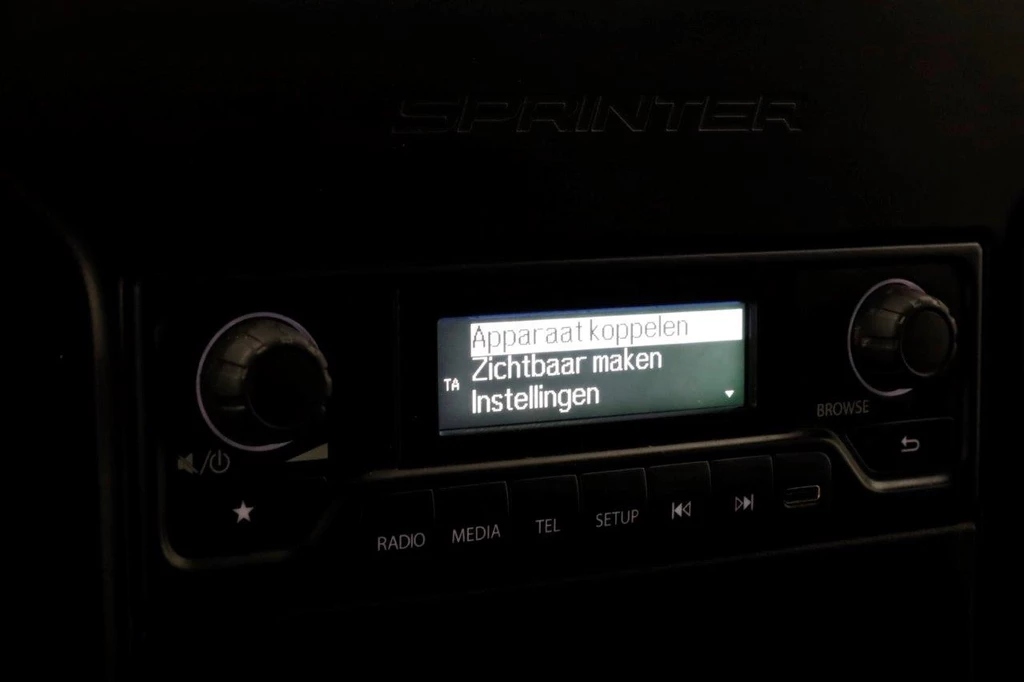 SPRINTER
Apparaat koppelen
Zichtbaar maken
TA
Instellingen
BROWSE
RADIO MEDIA TEL SETUP